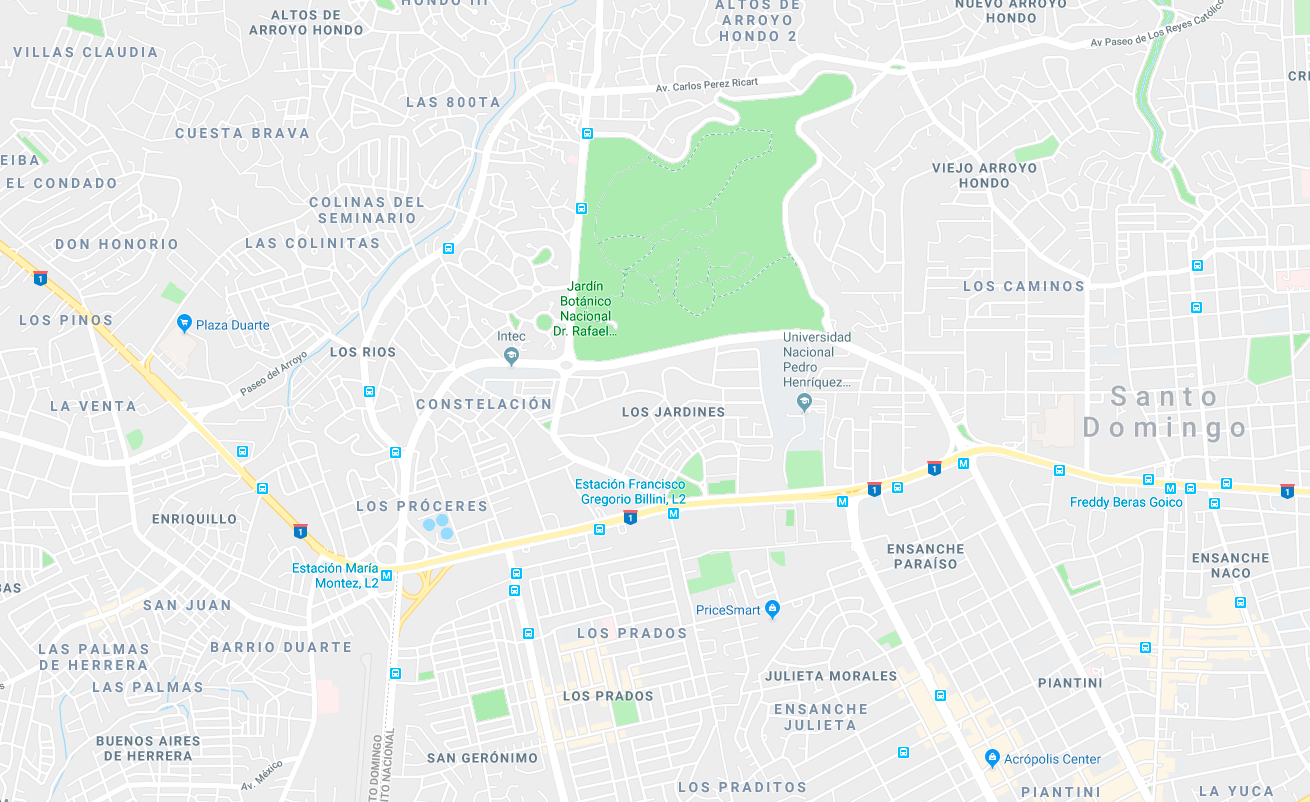 HONDO III
ALTOS DE
ARROYO HONDO
ALTOS DE
ARROYO
HONDO 2
NUEVO ARROYO
HONDO
Av Paseo de Los Reyes Católico
VILLAS CLAUDIA
Av. Carlos Perez Ricart
LAS 800TA
CUESTA BRAVA
EIBA
EL CONDADO
VIEJO ARROYO
HONDO
COLINAS DEL
SEMINARIO
DON HONORIO
LAS COLINITAS
1
LOS CAMINOS
Jardín
Botánico
Nacional
Dr. Rafael...
LOS PINOS
Plaza Duarte
Intec
Universidad
Nacional
Pedro
Henríquez...
LOS RIOS
Paseo del Arroyo
LA VENTA
CONSTELACIÓN
LOS JARDINES
Santo
Domingo
M
1
Estación Francisco
Gregorio Billini, L2
M
1
1
M
M
1
Freddy Beras Goico
LOS PRÓCERES
ENRIQUILLO
1
Estación María
Montez, L2
M
ENSANCHE
PARAÍSO
ENSANCHE
NACO
BAS
SAN JUAN
PriceSmart
LOS PRADOS
LAS PALMAS
DE HERRERA
BARRIO DUARTE
LAS PALMAS
JULIETA MORALES
PIANTINI
LOS PRADOS
ENSANCHE
JULIETA
BUENOS AIRES
DE HERRERA
SAN GERÓNIMO
Av. México
TO DOMINGO
ITO NACIONAL
Acrópolis Center
LOS PRADITOS
PIANTINI
LA YUCA